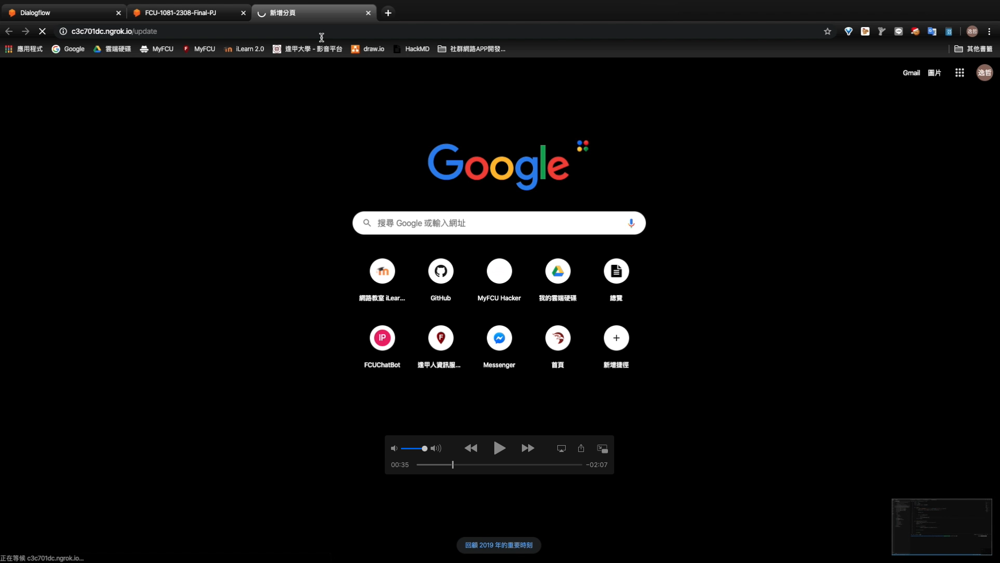 Dialogflow
FCU-1081-2308-Final-PJ
新增分頁
c3c701dc.ngrok.io/update
應用程式
Google
雲端硬碟
MyFCU
MyFCU
iLearn 2.0
逢甲大學 - 影音平台
draw.io
HackMD
社群網路APP開發...
其他書籤
Gmail
圖片
逸哲
Google
搜尋 Google 或輸入網址
網路教室 iLear...
GitHub
MyFCU Hacker
我的雲端硬碟
總覽
IP
FCUChatBot
逢甲人資訊服...
Messenger
首頁
新增捷徑
00:35
−02:07
回顧 2019 年的重要時刻
正在等候 c3c701dc.ngrok.io...